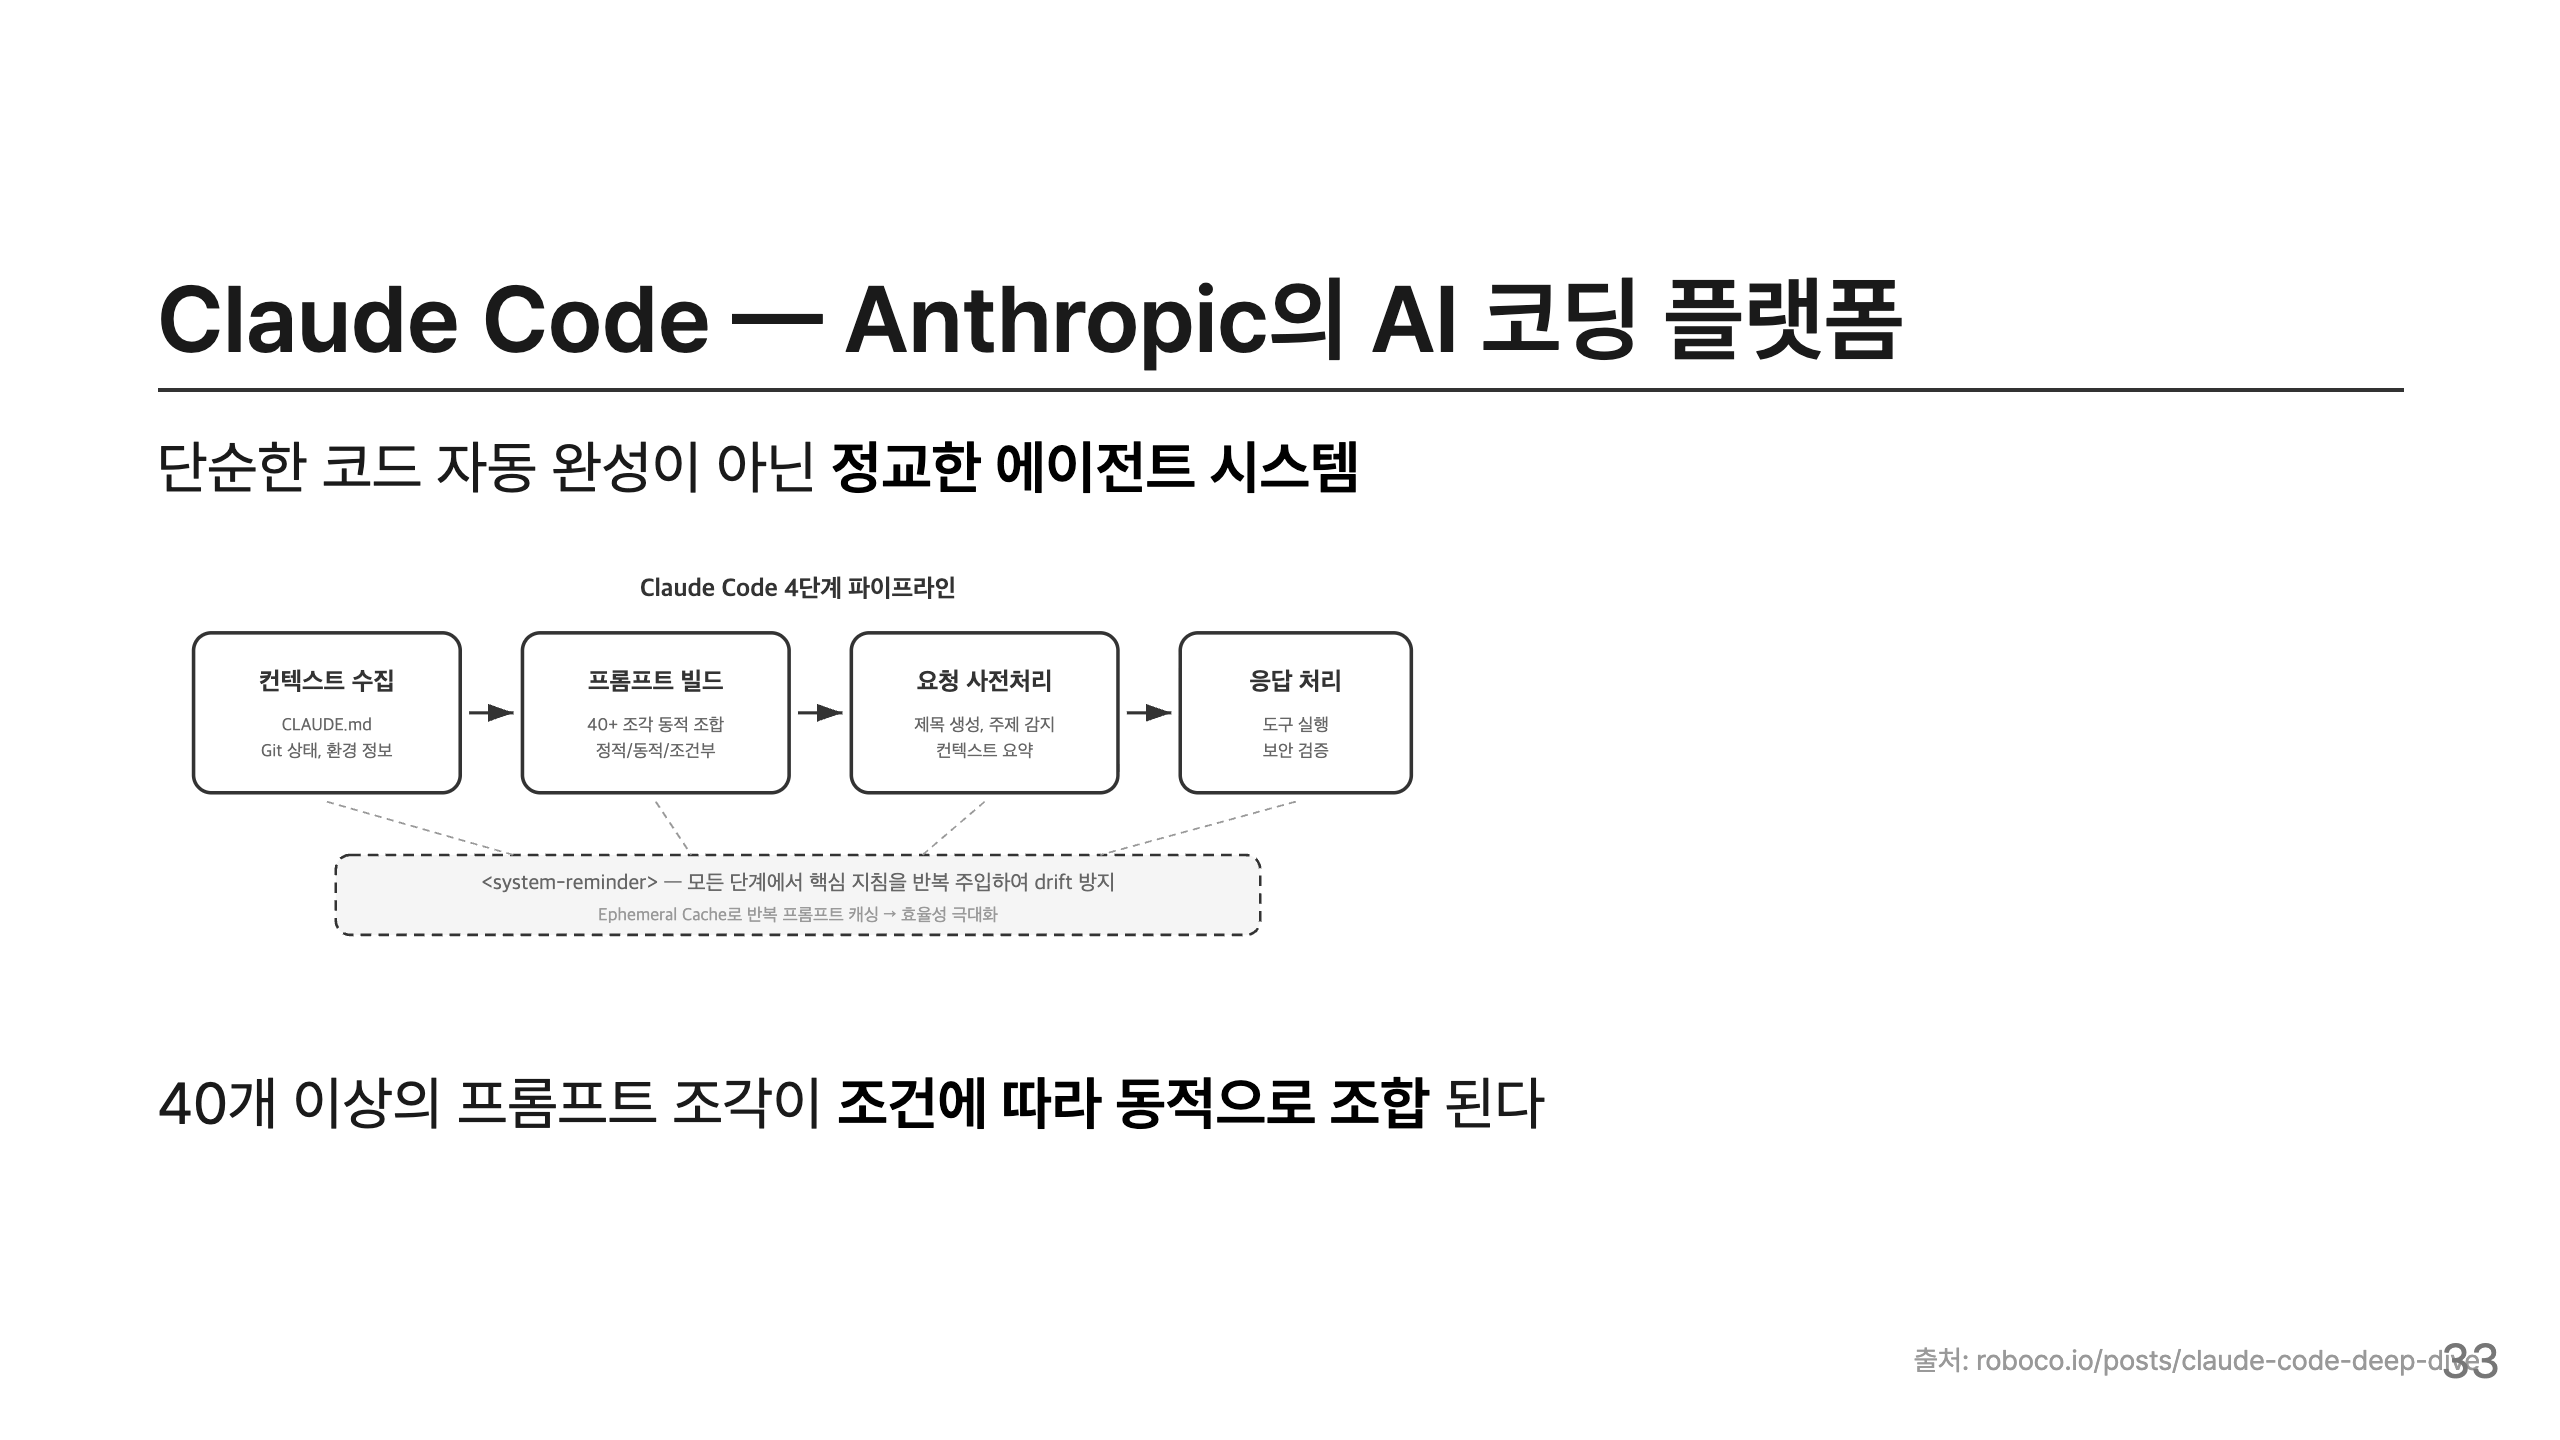 Claude Code — Anthropic의 AI 코딩 플랫폼
단순한 코드 자동 완성이 아닌 정교한 에이전트 시스템
Claude Code 4단계 파이프라인
컨텍스트 수집
CLAUDE.md
Git 상태, 환경 정보
프롬프트 빌드
40+ 조각 동적 조합
정적/동적/조건부
요청 사전처리
제목 생성, 주제 감지
컨텍스트 요약
응답 처리
도구 실행
보안 검증
<system-reminder> — 모든 단계에서 핵심 지침을 반복 주입하여 drift 방지
Ephemeral Cache로 반복 프롬프트 캐싱 → 효율성 극대화
40개 이상의 프롬프트 조각이 조건에 따라 동적으로 조합 된다
출처: roboco.io/posts/claude-code-deep-dive
33